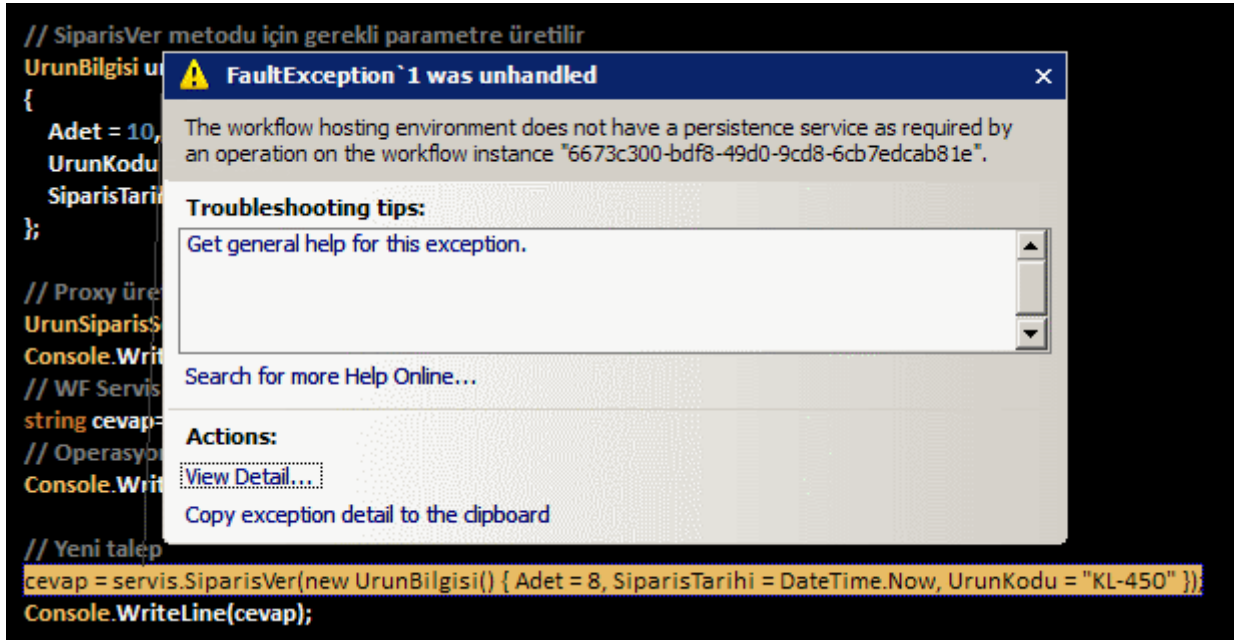 // SiparisVer metodu için gerekli parametre üretilir
UrunBilgisi
FaultException`1 was unhandled
{
The workflow hosting environment does not have a persistence service as required by
an operation on the workflow instance "6673c300-bdf8-49d0-9cd8-6cb7edcab81e".
Adet = 10,
UrunKodu
SiparisTari
};
Troubleshooting tips:
Get general help for this exception.
// Proxy üre
UrunSiparisS
Console.Writ
Search for more Help Online...
// WF Servis
string cevap=
Actions:
// Operasyo
View Detail...
Console.Writ
Copy exception detail to the clipboard
// Yeni talep
cevap = servis.SiparisVer(new UrunBilgisi() { Adet = 8, SiparisTarihi = DateTime.Now, UrunKodu = "KL-450" });
Console.WriteLine(cevap);